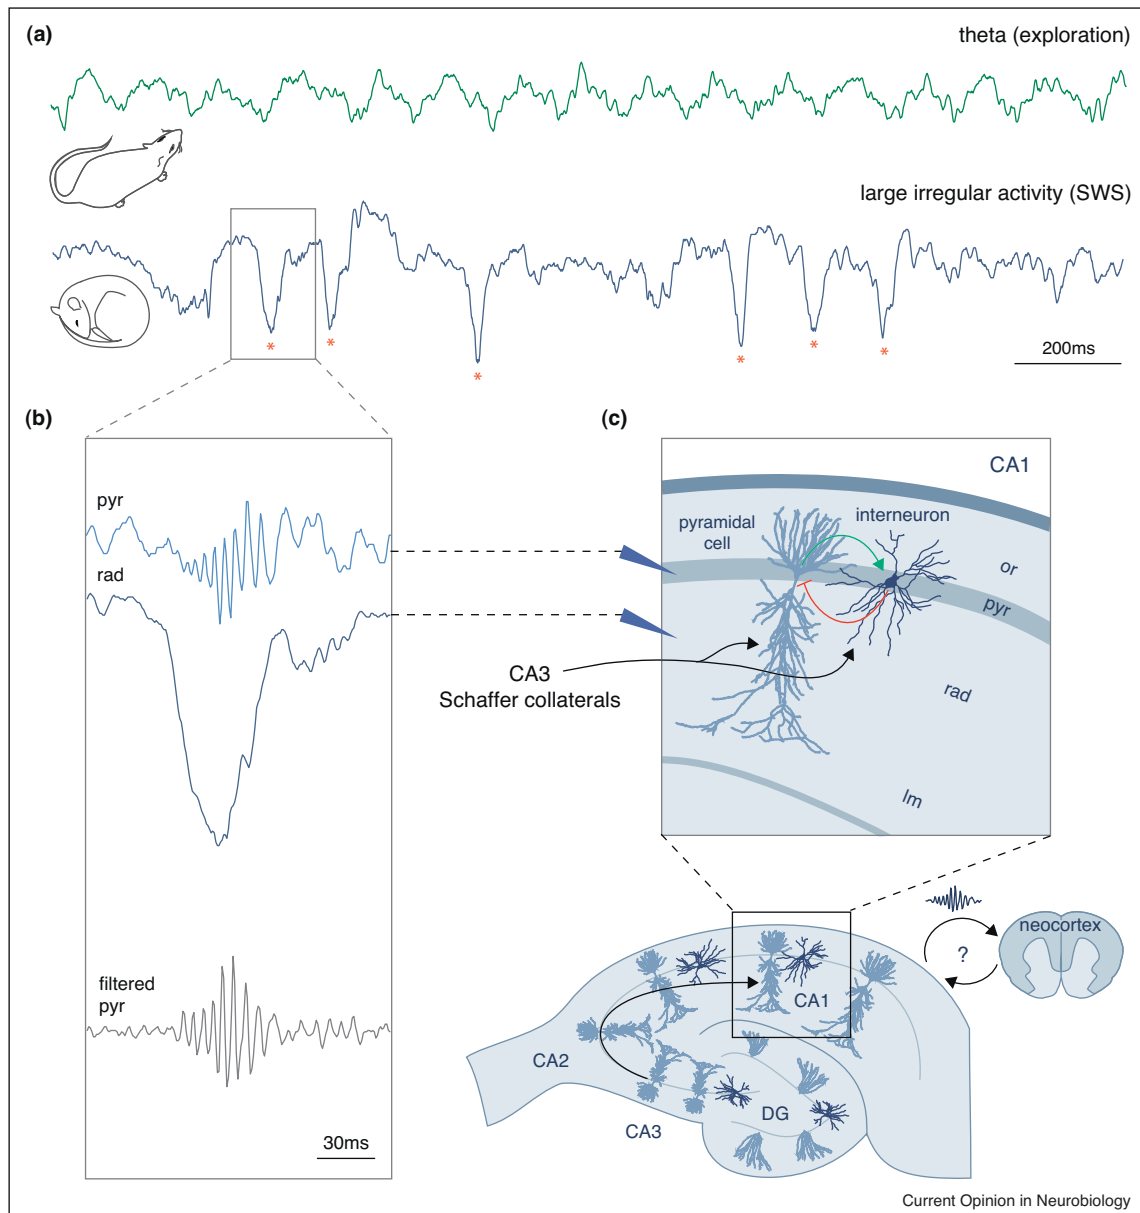 (a)
theta (exploration)
large irregular activity (SWS)
*
*
*
*
*
*
200ms
(b)
pyr
rad
filtered
pyr
30ms
(c)
CA1
pyramidal
cell
interneuron
or
pyr
rad
lm
CA3
Schaffer collaterals
neocortex
?
CA1
CA2
CA3
DG
Current Opinion in Neurobiology